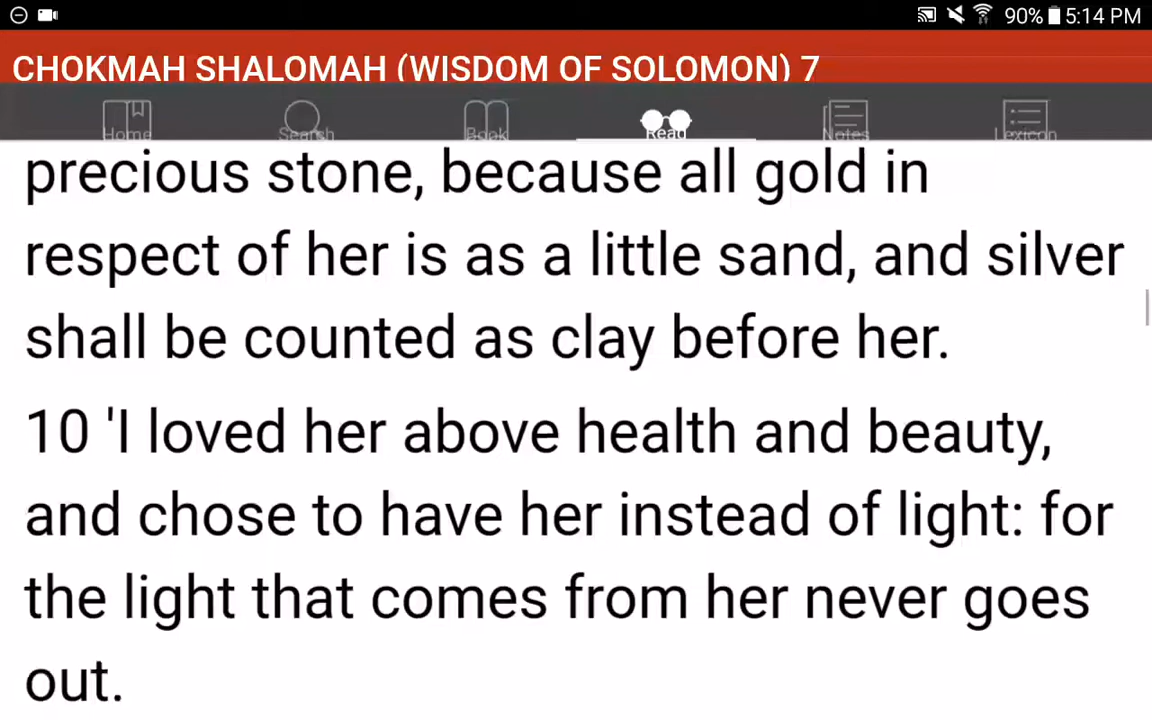 90% 5:14 PM
CHOKMAH SHALOMAH (WISDOM OF SOLOMON) 7
Home Search Book Read Notes Lexicon
precious stone, because all gold in
respect of her is as a little sand, and silver
shall be counted as clay before her.
10 'I loved her above health and beauty,
and chose to have her instead of light: for
the light that comes from her never goes
out.